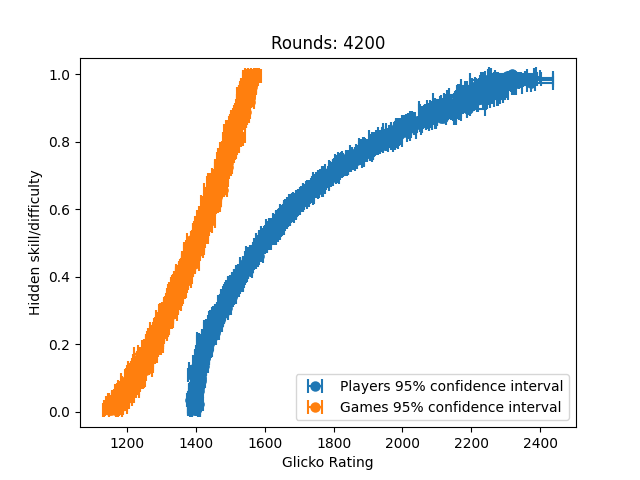 Rounds: 4200
1.0
0.8
0.6
0.4
0.2
0.0
Hidden skill/difficulty
Players 95% confidence interval
Games 95% confidence interval
1200 1400 1600 1800 2000 2200 2400
Glicko Rating